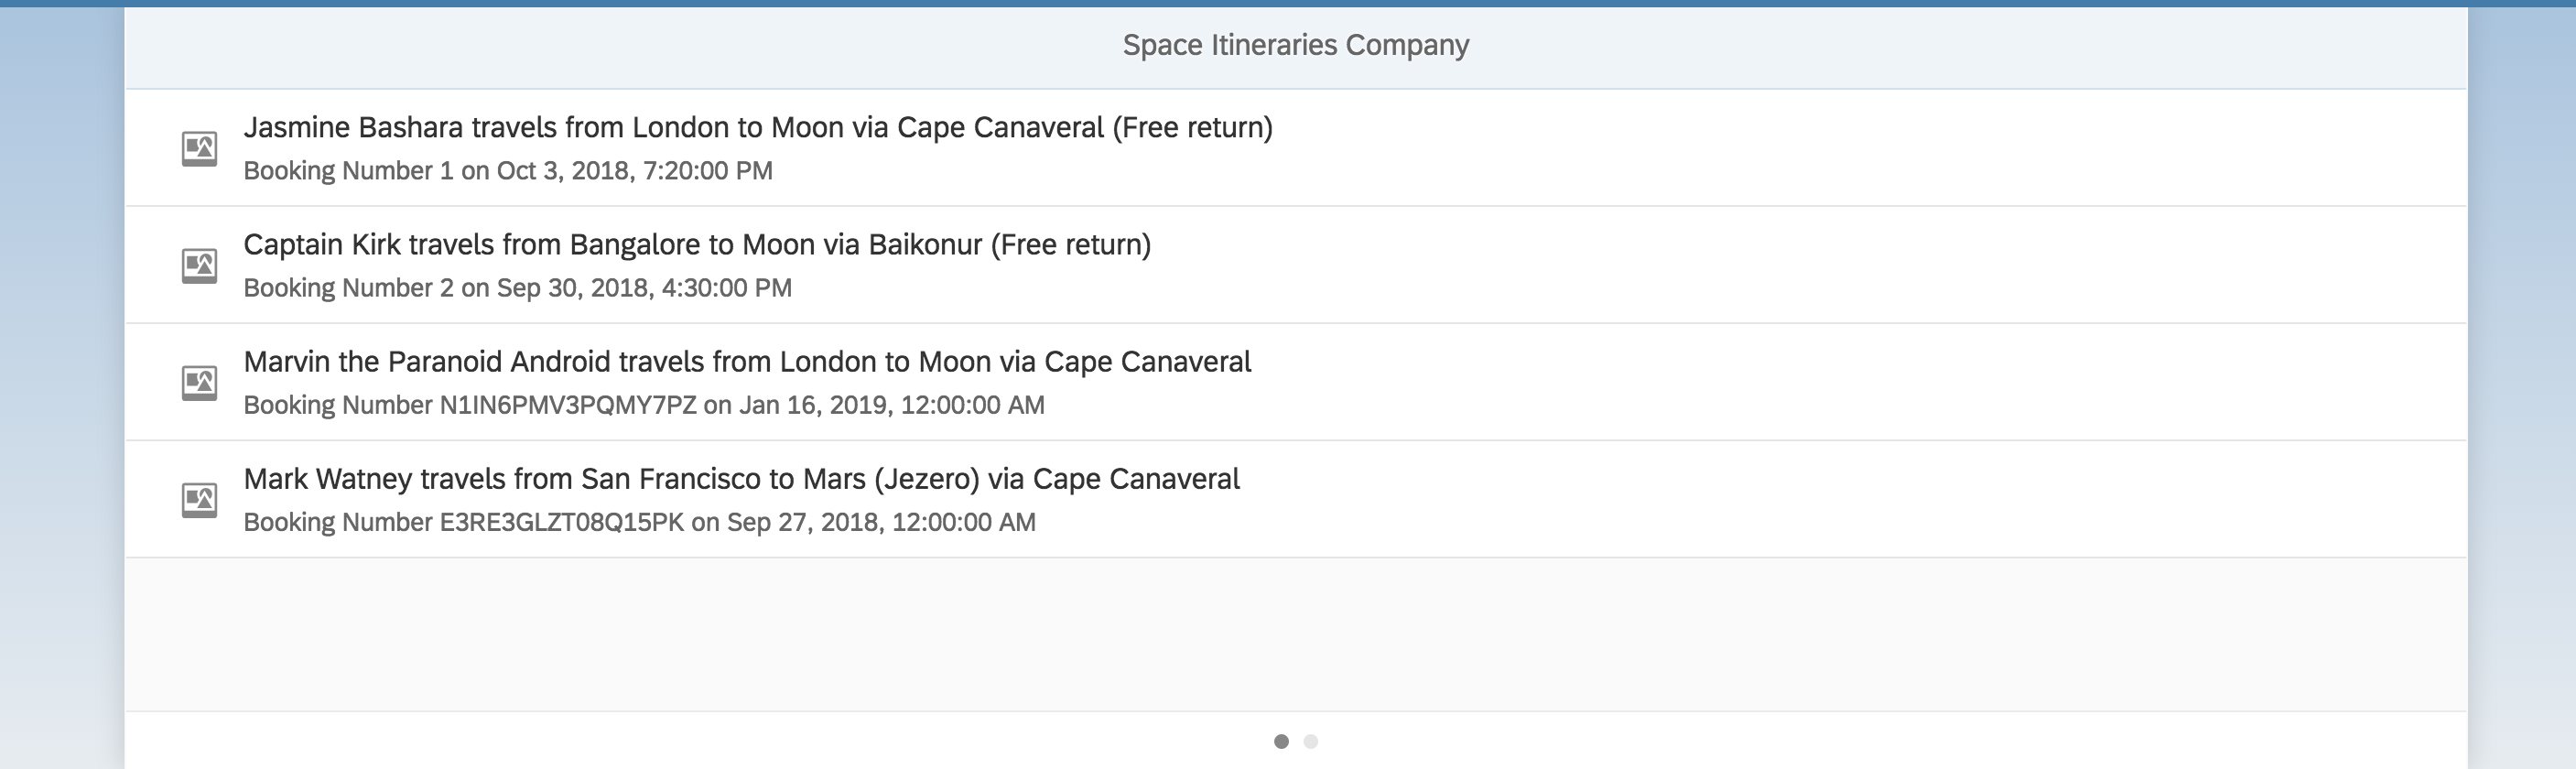 Space Itineraries Company
Jasmine Bashara travels from London to Moon via Cape Canaveral (Free return)
Booking Number 1 on Oct 3, 2018, 7:20:00 PM
Captain Kirk travels from Bangalore to Moon via Baikonur (Free return)
Booking Number 2 on Sep 30, 2018, 4:30:00 PM
Marvin the Paranoid Android travels from London to Moon via Cape Canaveral
Booking Number N1IN6PMV3PQMY7PZ on Jan 16, 2019, 12:00:00 AM
Mark Watney travels from San Francisco to Mars (Jezero) via Cape Canaveral
Booking Number E3RE3GLZT08Q15PK on Sep 27, 2018, 12:00:00 AM